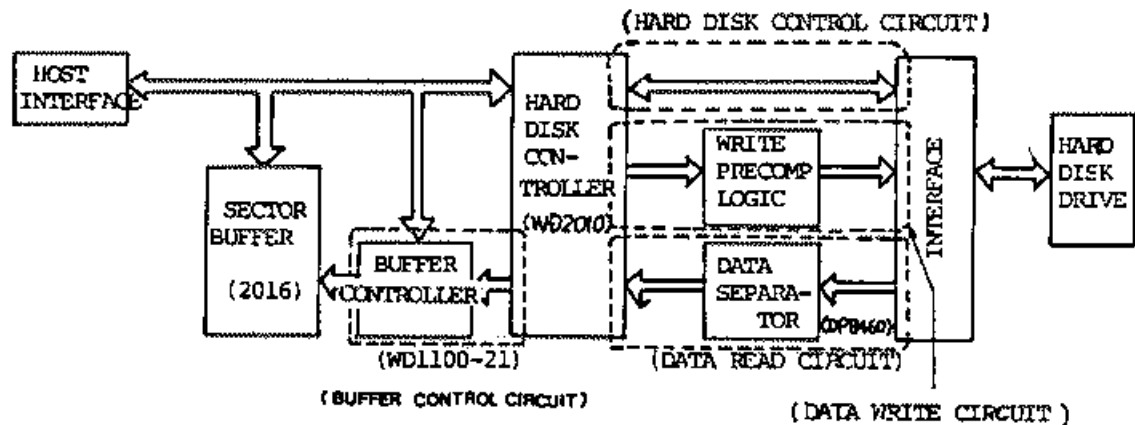 (HARD DISK CONTROL CIRCUIT)
HOST
INTERFACE
HARD
DISK
CON-
TROLLER
(WD2010)
WRITE
PRECOMP
LOGIC
INTERFACE
HARD
DISK
DRIVE
SECTOR
BUFFER
(2016)
BUFFER
CONTROLLER
DATA
SEPARA-
TOR
(DP8460)
(WD1100-21)
(DATA READ CIRCUIT)
(BUFFER CONTROL CIRCUIT)
(DATA WRITE CIRCUIT)